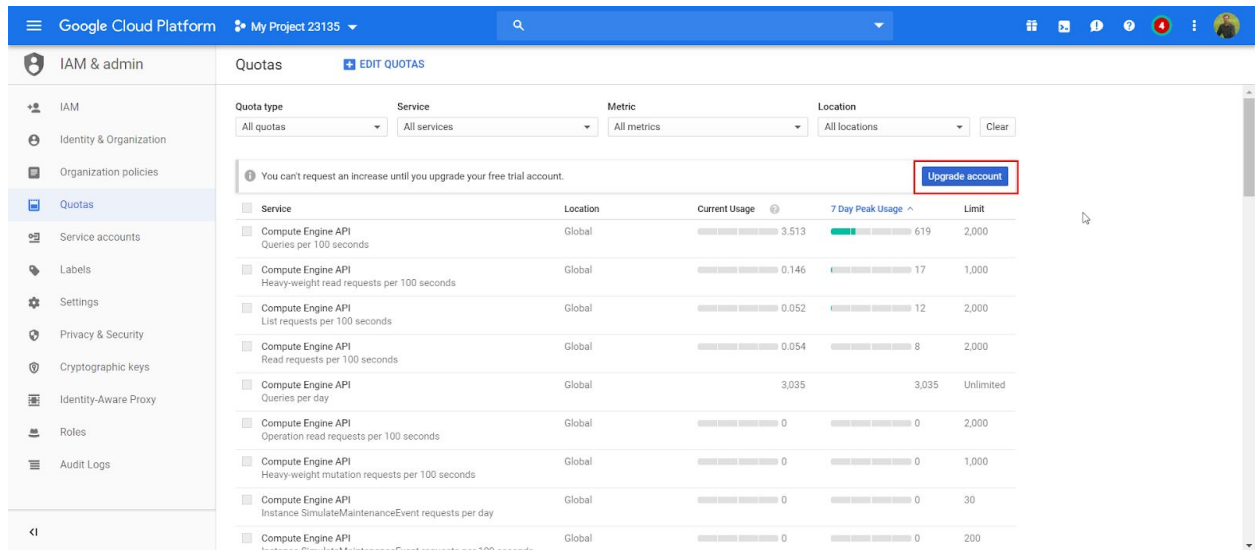 Google Cloud Platform My Project 23135 4
IAM & admin Quotas EDIT QUOTAS
IAM
Identity & Organization
Organization policies
Quotas
Service accounts
Labels
Settings
Privacy & Security
Cryptographic keys
Identity-Aware Proxy
Roles
Audit Logs
Quota type Service Metric Location
All quotas All services All metrics All locations Clear
You can't request an increase until you upgrade your free trial account. Upgrade account
Service Location Current Usage 7 Day Peak Usage Limit
Compute Engine API Global 3.513 619 2,000
Queries per 100 seconds
Compute Engine API Global 0.146 17 1,000
Heavy-weight read requests per 100 seconds
Compute Engine API Global 0.052 12 2,000
List requests per 100 seconds
Compute Engine API Global 0.054 8 2,000
Read requests per 100 seconds
Compute Engine API Global 3,035 3,035 Unlimited
Queries per day
Compute Engine API Global 0 0 2,000
Operation read requests per 100 seconds
Compute Engine API Global 0 0 1,000
Heavy-weight mutation requests per 100 seconds
Compute Engine API Global 0 0 30
Instance SimulateMaintenanceEvent requests per day
Compute Engine API Global 0 0 200
Instance SimulateMaintenanceEvent requests per 100 seconds